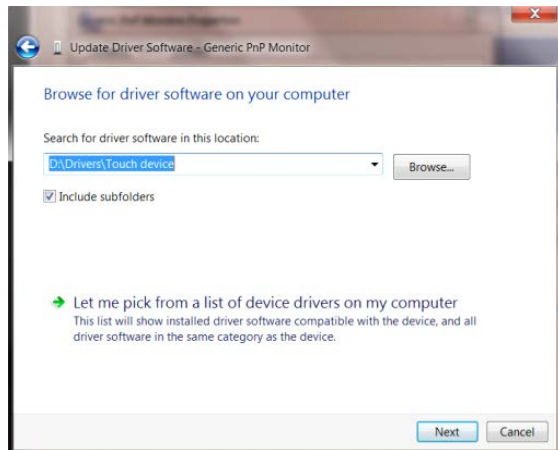 Update Driver Software - Generic PnP Monitor
Browse for driver software on your computer
Search for driver software in this location:
D:\Drivers\Touch device
Browse...
Include subfolders
Let me pick from a list of device drivers on my computer
This list will show installed driver software compatible with the device, and all
driver software in the same category as the device.
Next
Cancel